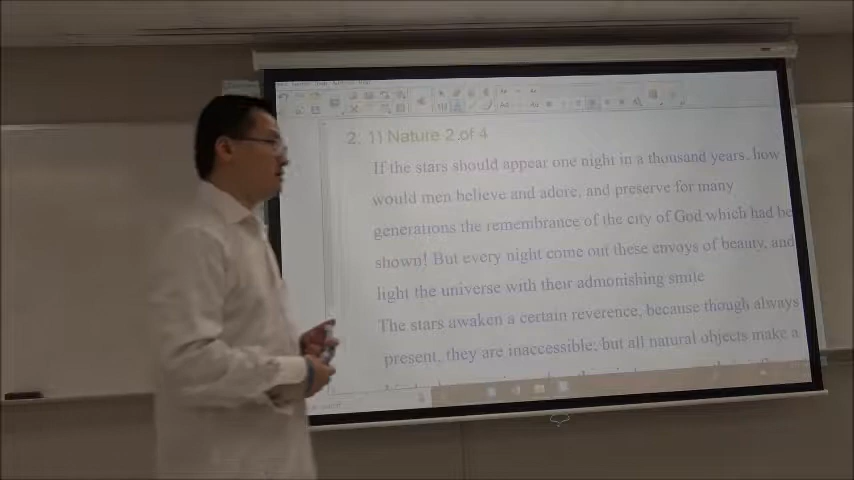 2. 1) Nature 2 of 4
If the stars should appear one night in a thousand years, how
would men believe and adore, and preserve for many
generations the remembrance of the city of God which had be
shown! But every night come out these envoys of beauty, and
light the universe with their admonishing smile
The stars awaken a certain reverence, because though always
present, they are inaccessible; but all natural objects make a